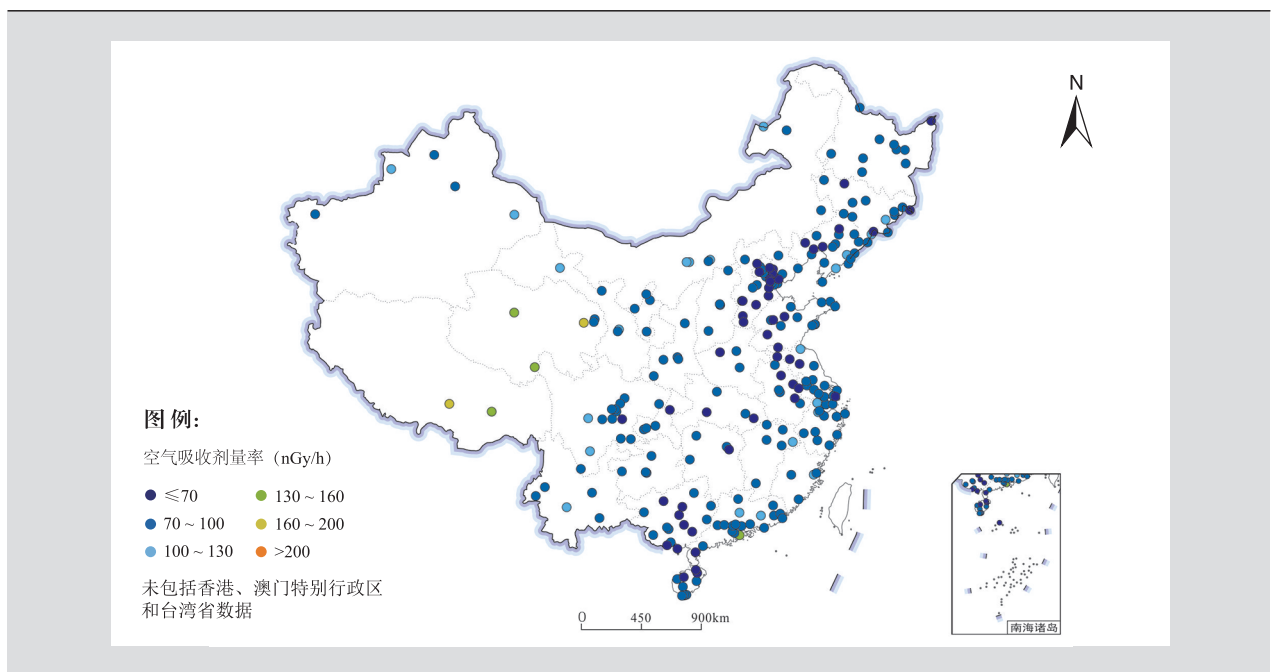 N
图例:
空气吸收剂量率（nGy/h）
≤70
130 ~ 160
70 ~ 100
160 ~ 200
100 ~ 130
>200
未包括香港、澳门特别行政区
和台湾省数据
0 450 900km
南海诸岛